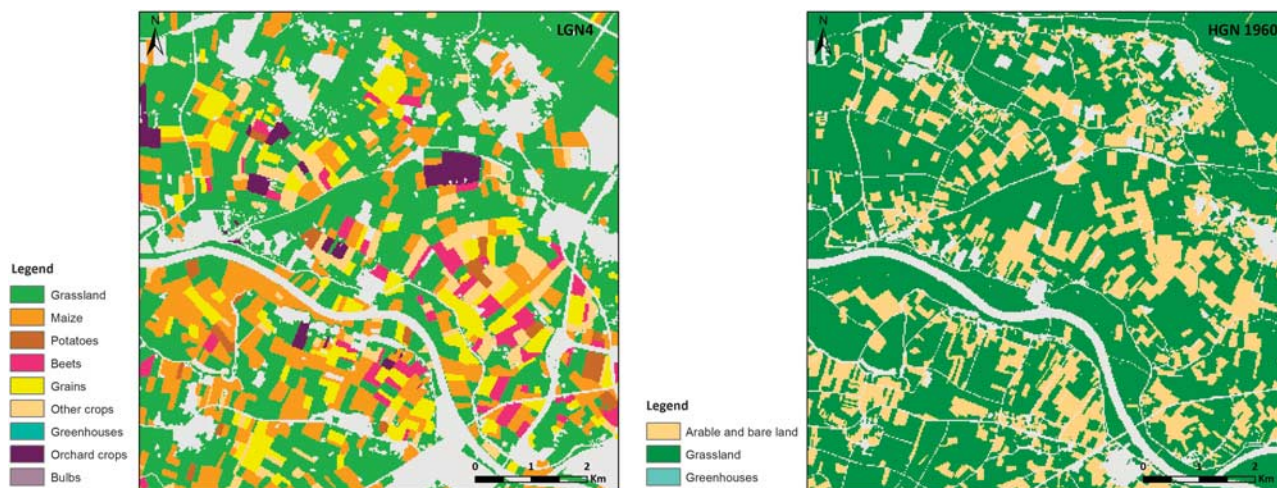 N
LGN4
Legend
Grassland
Maize
Potatoes
Beets
Grains
Other crops
Greenhouses
Orchard crops
Bulbs
0 1 2
Km
N
HGN 1960
Legend
Arable and bare land
Grassland
Greenhouses
0 1 2
Km